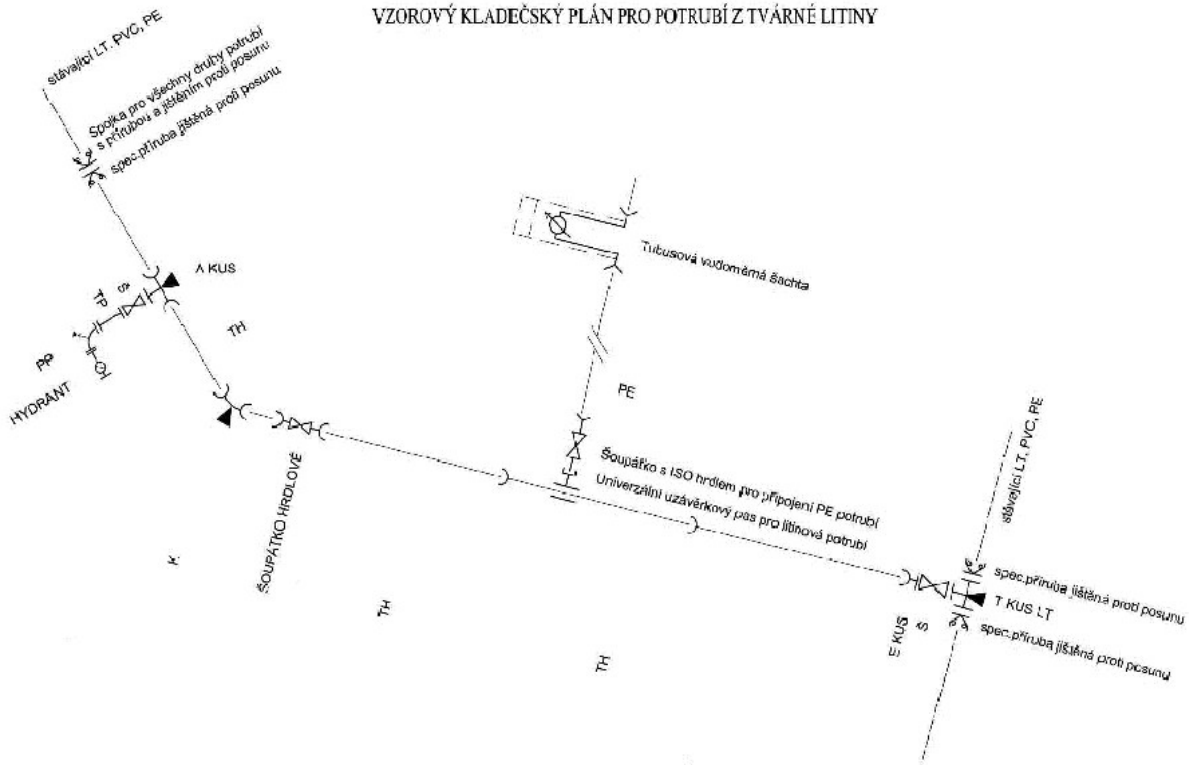 VZOROVÝ KLADEČSKÝ PLÁN PRO POTRUBÍ Z TVÁRNÉ LITINY
stávající LT, PVC, PE
Spojka pro všechny druhy potrubí
s přírubou a jištěním proti posunu
spec.příruba jištěná proti posunu
A KUS
TP
S
PP
HYDRANT
TH
Tubusová vodoměrná šachta
PE
Šoupátko s ISO hrdlem pro připojení PE potrubí
Univerzální uzávěrkový pas pro litinová potrubí
K
ŠOUPÁTKO HRDLOVÉ
TH
TH
stávající LT, PVC, PE
spec.příruba jištěná proti posunu
T KUS LT
spec.příruba jištěná proti posunu
E KUS
S